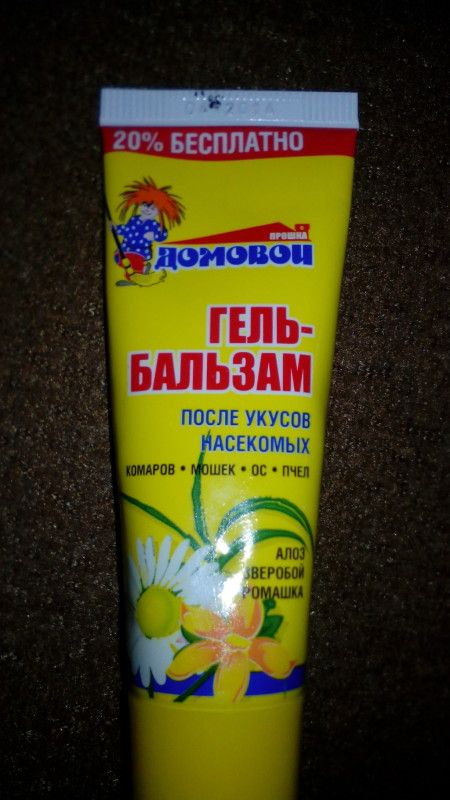 20% БЕСПЛАТНО
ПРОШКА
ДОМОВОЙ
ГЕЛЬ-
БАЛЬЗАМ
ПОСЛЕ УКУСОВ
НАСЕКОМЫХ
КОМАРОВ • МОШЕК • ОС • ПЧЕЛ
АЛОЭ
ЗВЕРОБОЙ
РОМАШКА